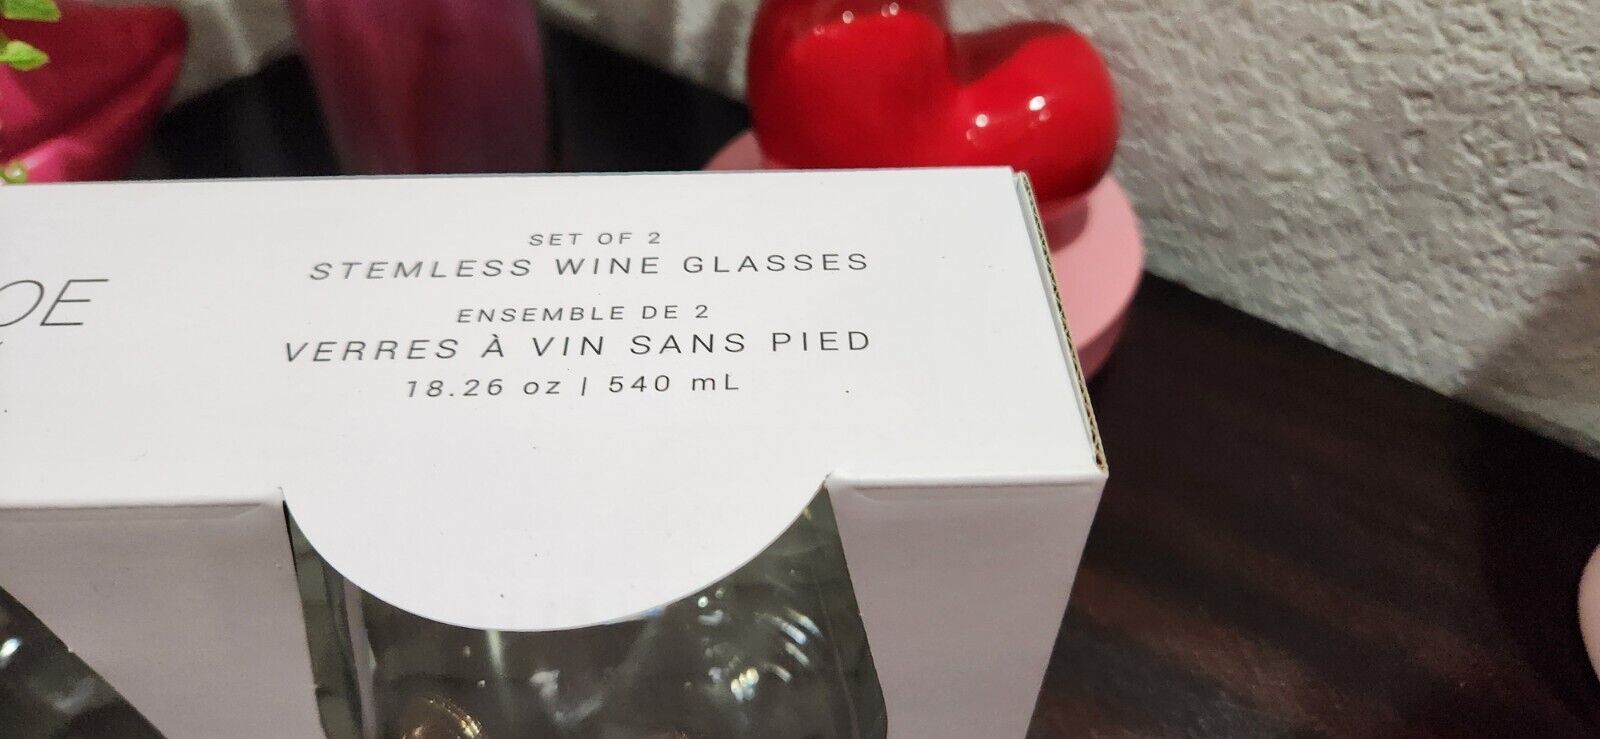 SET OF 2
STEMLESS WINE GLASSES
ENSEMBLE DE 2
VERRES À VIN SANS PIED
18.26 oz | 540 mL